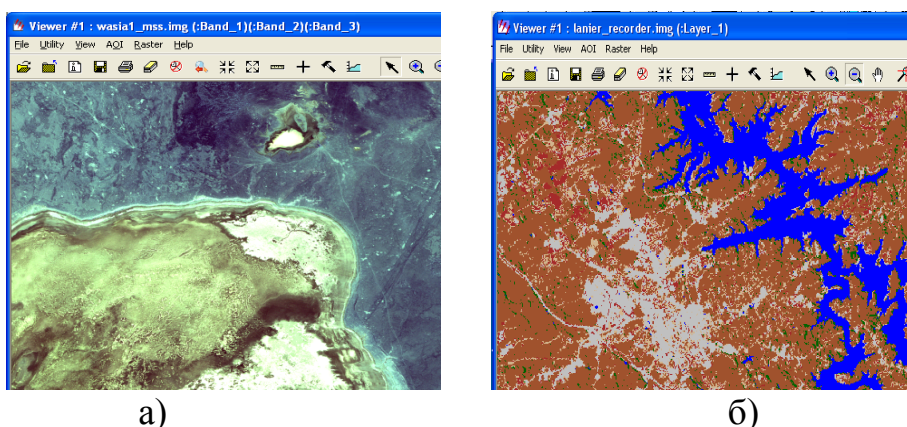 Viewer #1 : wasia1_mss.img (:Band_1)(:Band_2)(:Band_3)
File Utility View AOI Raster Help
Viewer #1 : lanier_recorder.img (:Layer_1)
File Utility View AOI Raster Help
а)
б)